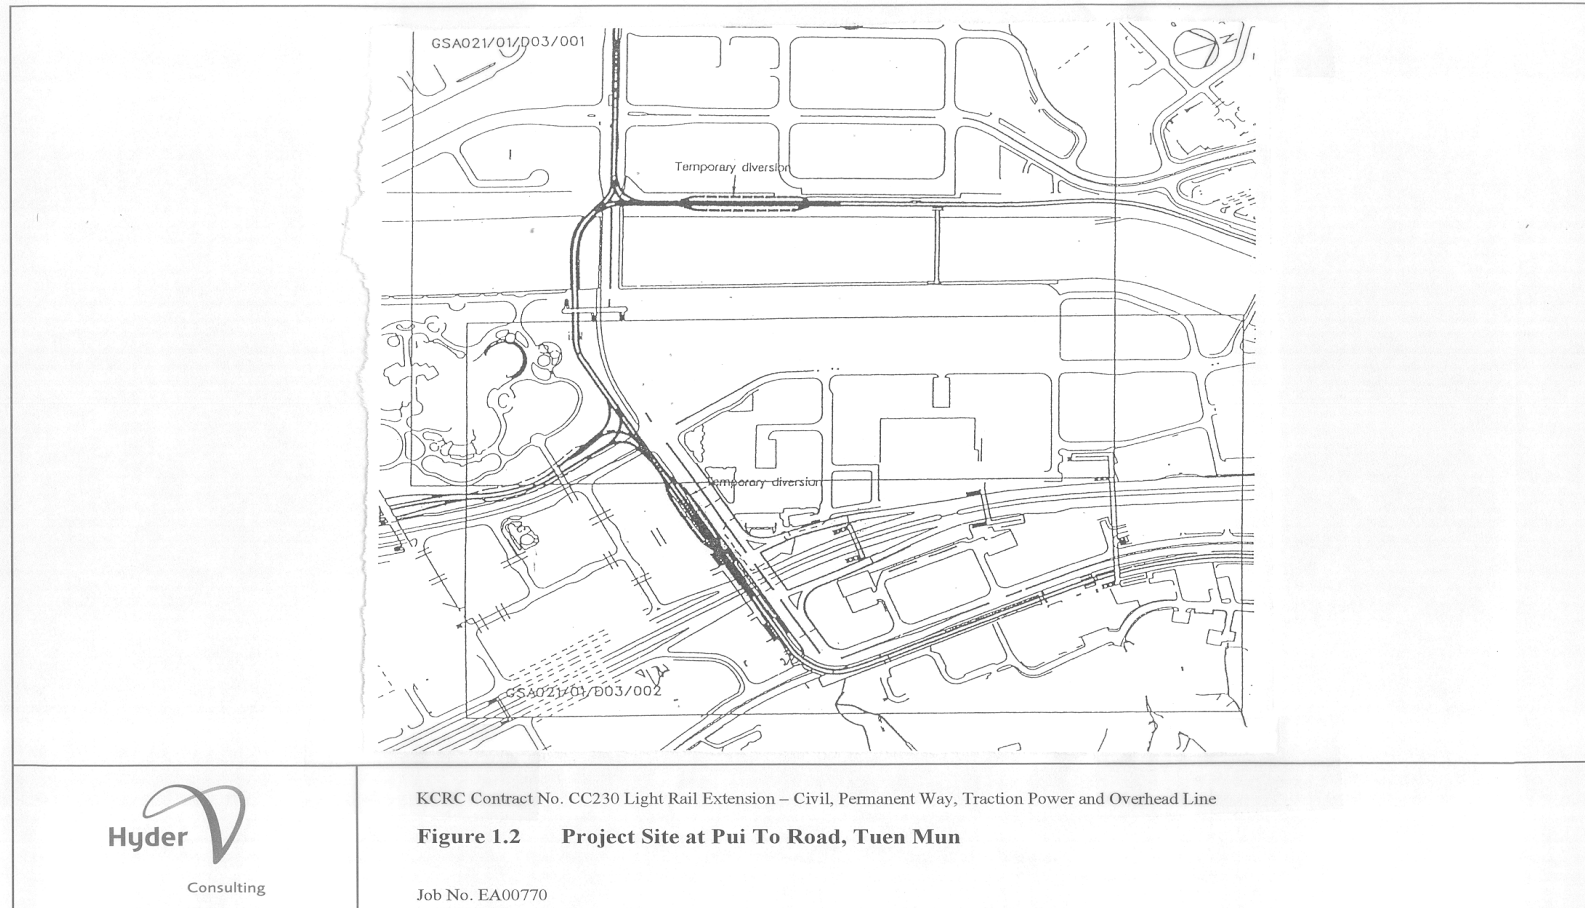 GSA021/01/D03/001
N
Temporary diversion
Temporary diversion
GSA021/01/D03/002
KCRC Contract No. CC230 Light Rail Extension – Civil, Permanent Way, Traction Power and Overhead Line
Figure 1.2 Project Site at Pui To Road, Tuen Mun
Job No. EA00770
Hyder
Consulting